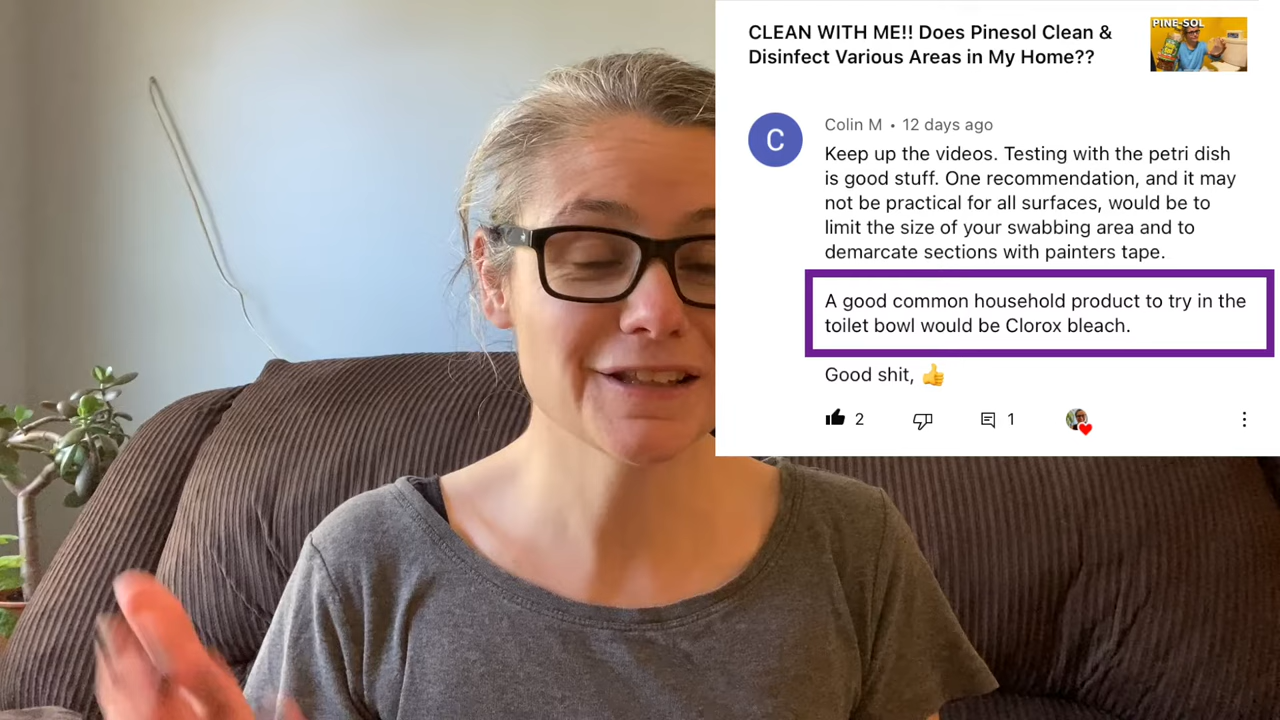 CLEAN WITH ME!! Does Pinesol Clean &
Disinfect Various Areas in My Home??
PINE-SOL
C
Colin M • 12 days ago
Keep up the videos. Testing with the petri dish
is good stuff. One recommendation, and it may
not be practical for all surfaces, would be to
limit the size of your swabbing area and to
demarcate sections with painters tape.
A good common household product to try in the
toilet bowl would be Clorox bleach.
Good shit, 👍
2
1